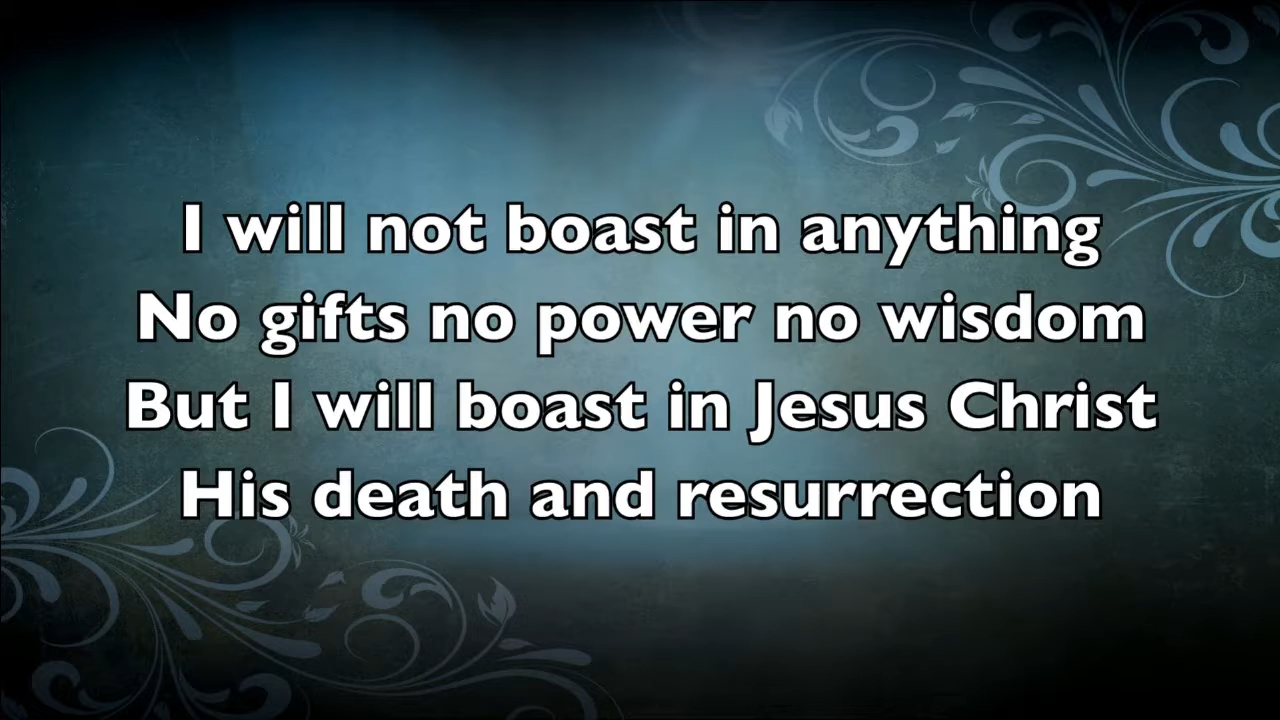 I will not boast in anything
No gifts no power no wisdom
But I will boast in Jesus Christ
His death and resurrection